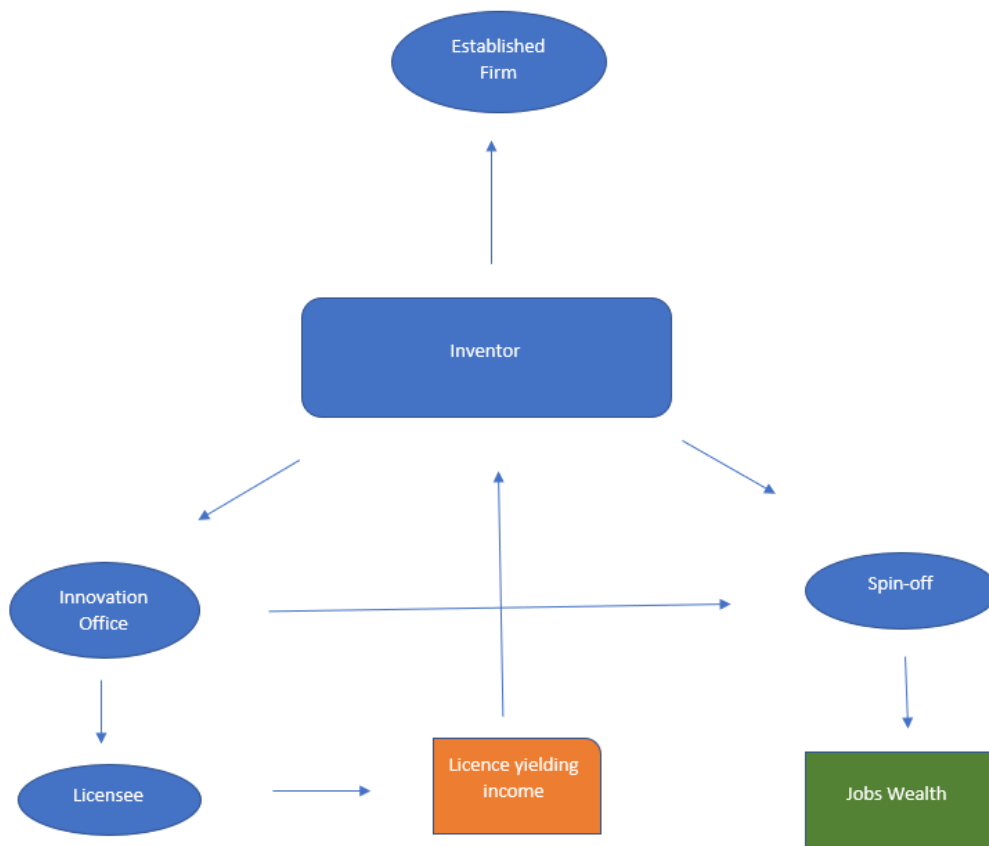 Established
Firm
Inventor
Innovation
Office
Spin-off
Licensee
Licence yielding
income
Jobs Wealth